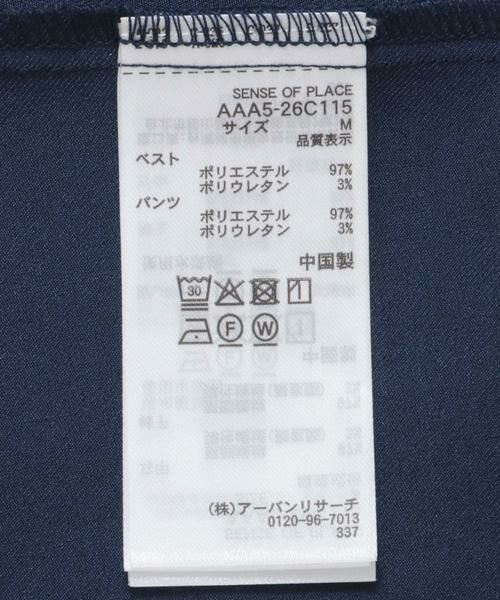 SENSE OF PLACE
AAA5-26C115
サイズ M
品質表示
ベスト
ポリエステル 97%
ポリウレタン 3%
パンツ
ポリエステル 97%
ポリウレタン 3%
中国製
30
F W
(株)アーバンリサーチ
0120-96-7013
337